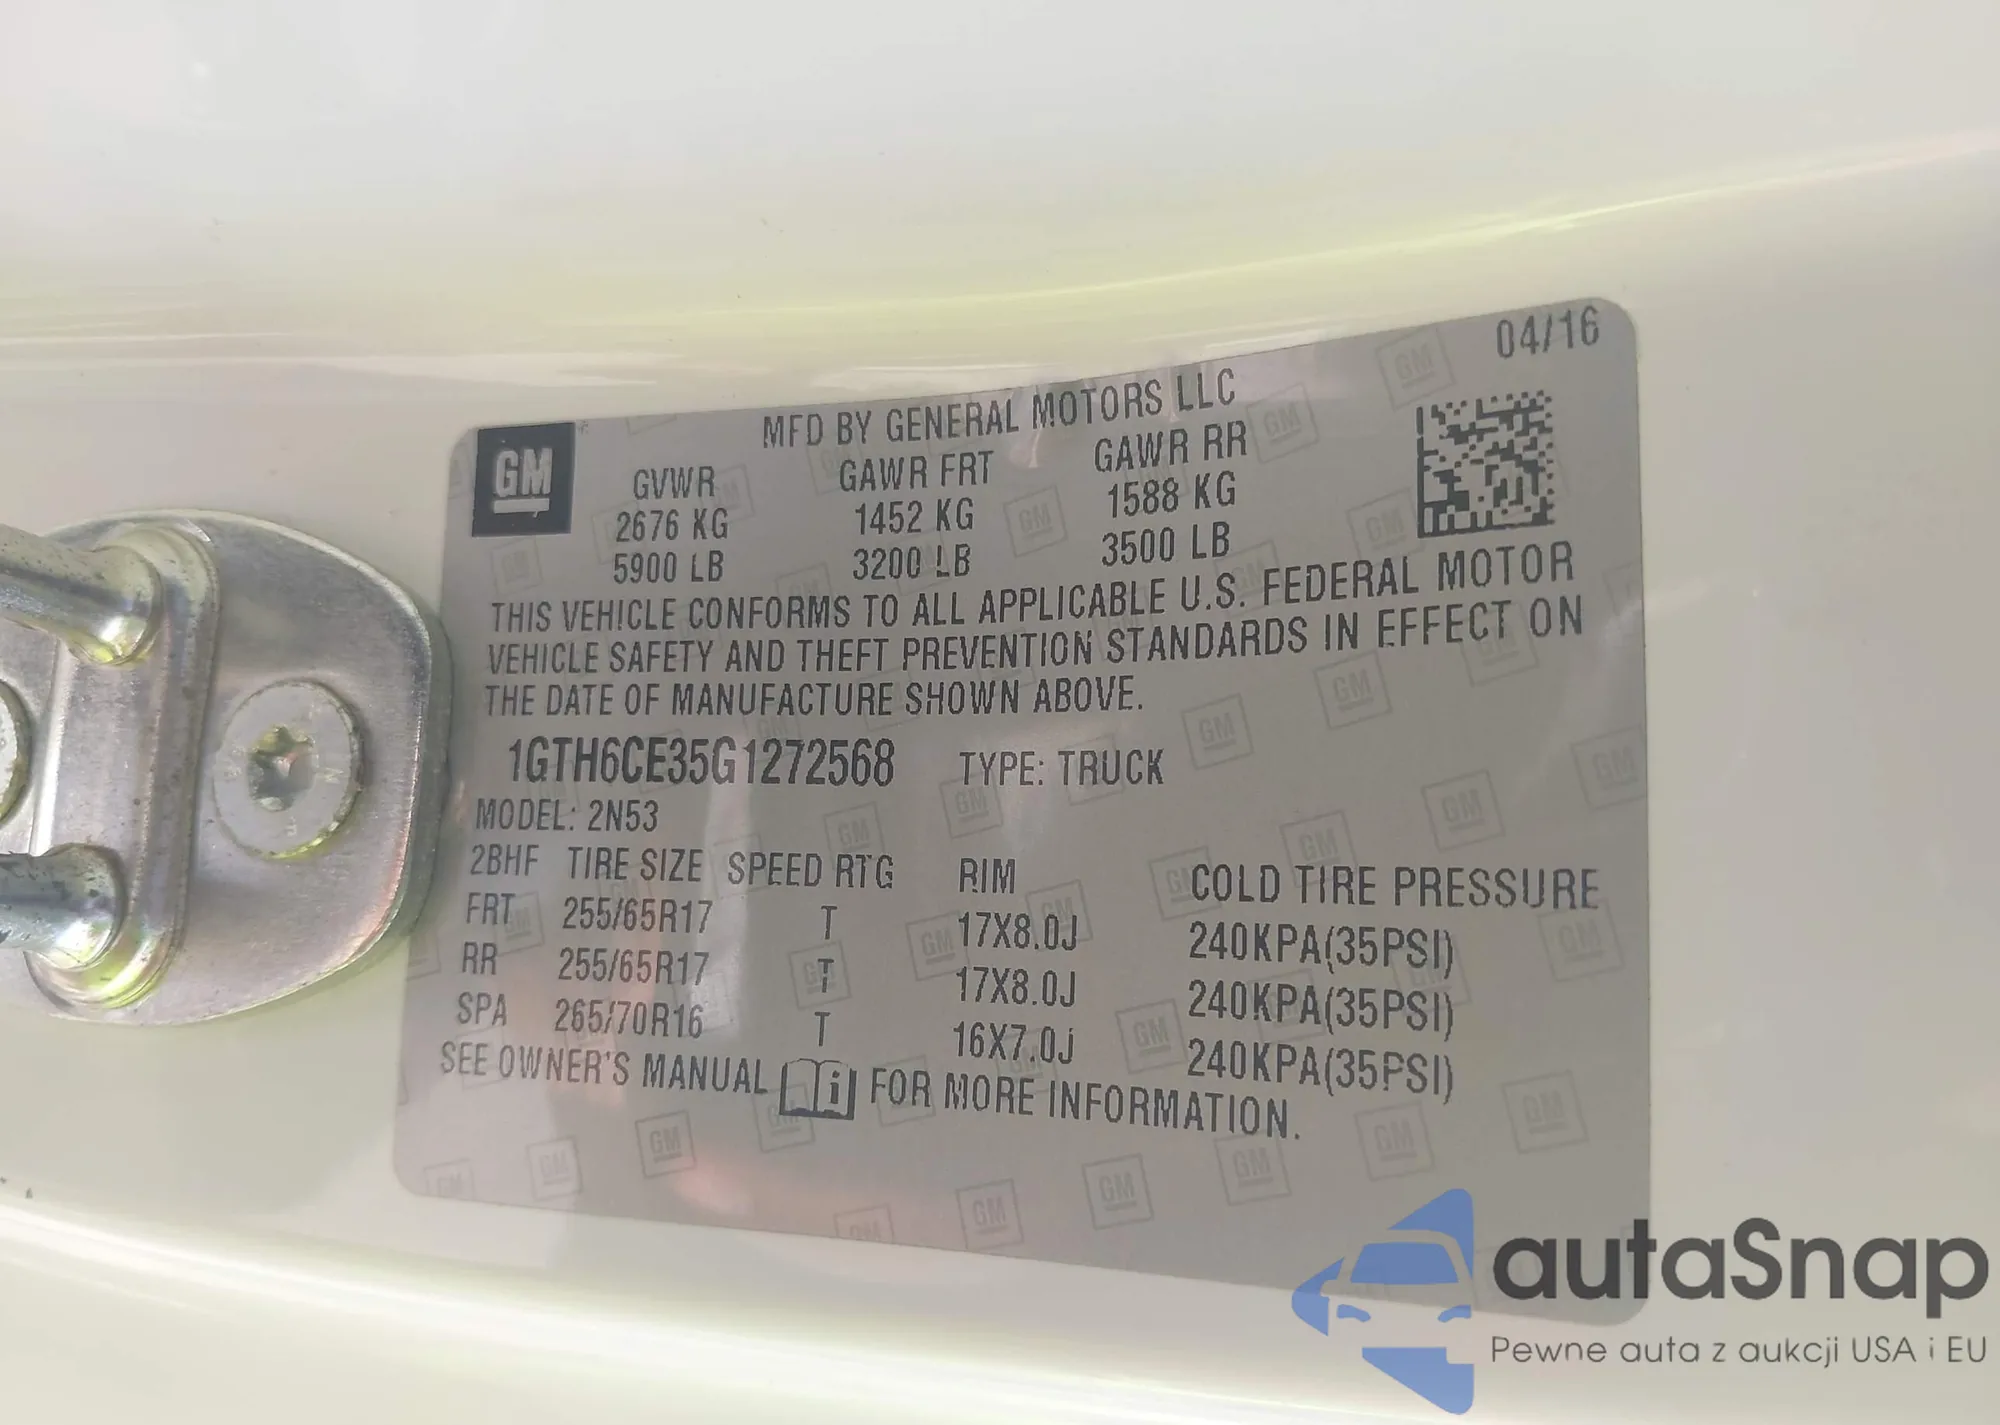 04/16
MFD BY GENERAL MOTORS LLC
GM
GVWR GAWR FRT GAWR RR
2676 KG 1452 KG 1588 KG
5900 LB 3200 LB 3500 LB
THIS VEHICLE CONFORMS TO ALL APPLICABLE U.S. FEDERAL MOTOR
VEHICLE SAFETY AND THEFT PREVENTION STANDARDS IN EFFECT ON
THE DATE OF MANUFACTURE SHOWN ABOVE.
1GTH6CE35G1272568 TYPE: TRUCK
MODEL: 2N53
2BHF TIRE SIZE SPEED RTG RIM COLD TIRE PRESSURE
FRT 255/65R17 T 17X8.0J 240KPA(35PSI)
RR 255/65R17 T 17X8.0J 240KPA(35PSI)
SPA 265/70R16 T 16X7.0J 240KPA(35PSI)
SEE OWNER'S MANUAL i FOR MORE INFORMATION.
autaSnap
Pewne auta z aukcji USA i EU